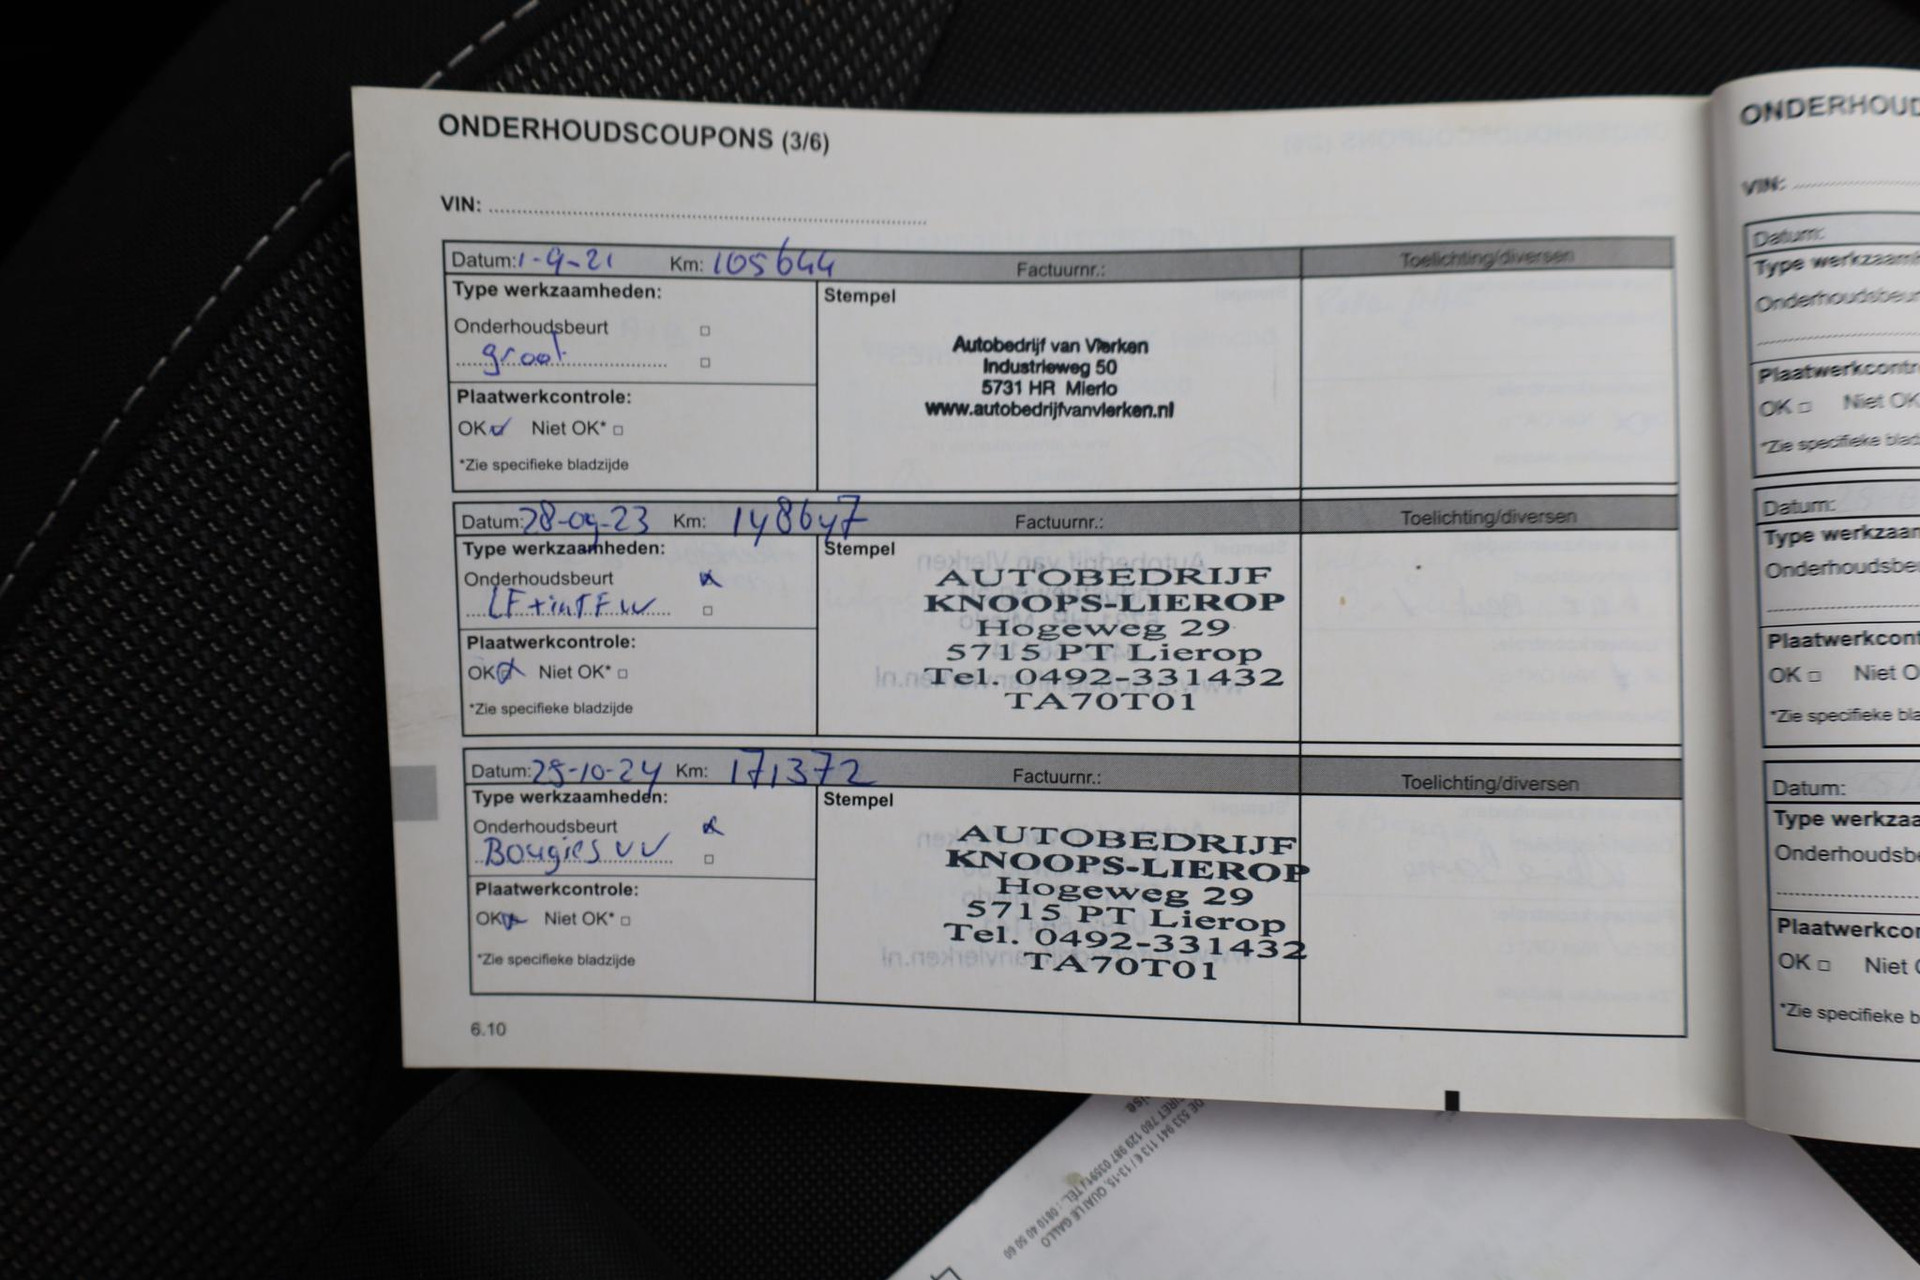 ONDERHOUDSCOUPONS (3/6)
VIN:
Datum: 1-9-21 Km: 105644 Factuurnr.: Toelichting/diversen
Type werkzaamheden: Stempel
Onderhoudsbeurt
groot
Plaatwerkcontrole:
OK Niet OK*
*Zie specifieke bladzijde
Autobedrijf van Vlerken
Industrieweg 50
5731 HR Mierlo
www.autobedrijfvanvlerken.nl
Datum: 28-09-23 Km: 148647 Factuurnr.: Toelichting/diversen
Type werkzaamheden: Stempel
Onderhoudsbeurt
Plaatwerkcontrole:
OK Niet OK*
*Zie specifieke bladzijde
AUTOBEDRIJF
KNOOPS-LIEROP
Hogeweg 29
5715 PT Lierop
Tel. 0492-331432
TA70T01
Datum: 25-10-24 Km: 171372 Factuurnr.: Toelichting/diversen
Type werkzaamheden: Stempel
Onderhoudsbeurt
Bougies VV
Plaatwerkcontrole:
OK Niet OK*
*Zie specifieke bladzijde
AUTOBEDRIJF
KNOOPS-LIEROP
Hogeweg 29
5715 PT Lierop
Tel. 0492-331432
TA70T01
6.10
ONDERHOUD
VIN:
Datum:
Type werkzaamh
Onderhoudsbeur
Plaatwerkcontr
OK Niet OK
*Zie specifieke blad
Datum:
Type werkzaam
Onderhoudsbe
Plaatwerkcont
OK Niet O
*Zie specifieke bla
Datum:
Type werkzaa
Onderhoudsb
Plaatwerkcor
OK Niet
*Zie specifieke b